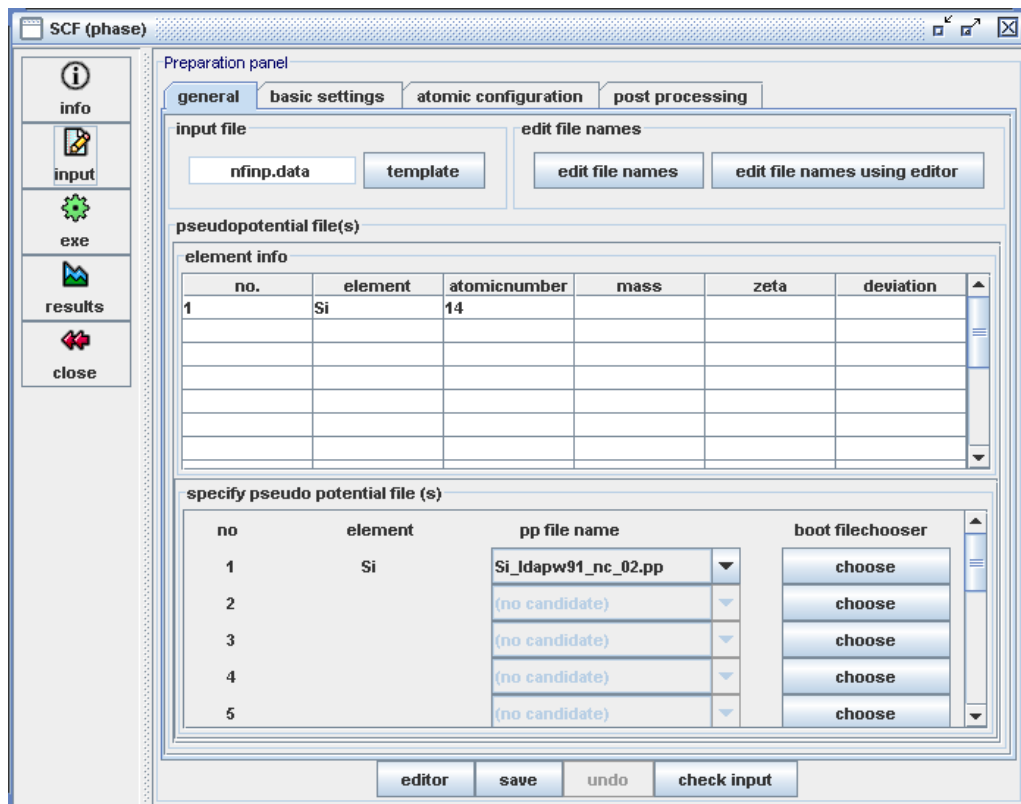 SCF (phase)
info
input
exe
results
close
Preparation panel
general basic settings atomic configuration post processing
input file
nfinp.data template
edit file names
edit file names edit file names using editor
pseudopotential file(s)
element info
no. element atomicnumber mass zeta deviation
1 Si 14
specify pseudo potential file (s)
no element pp file name boot filechooser
1 Si Si_ldapw91_nc_02.pp choose
2 (no candidate) choose
3 (no candidate) choose
4 (no candidate) choose
5 (no candidate) choose
editor save undo check input